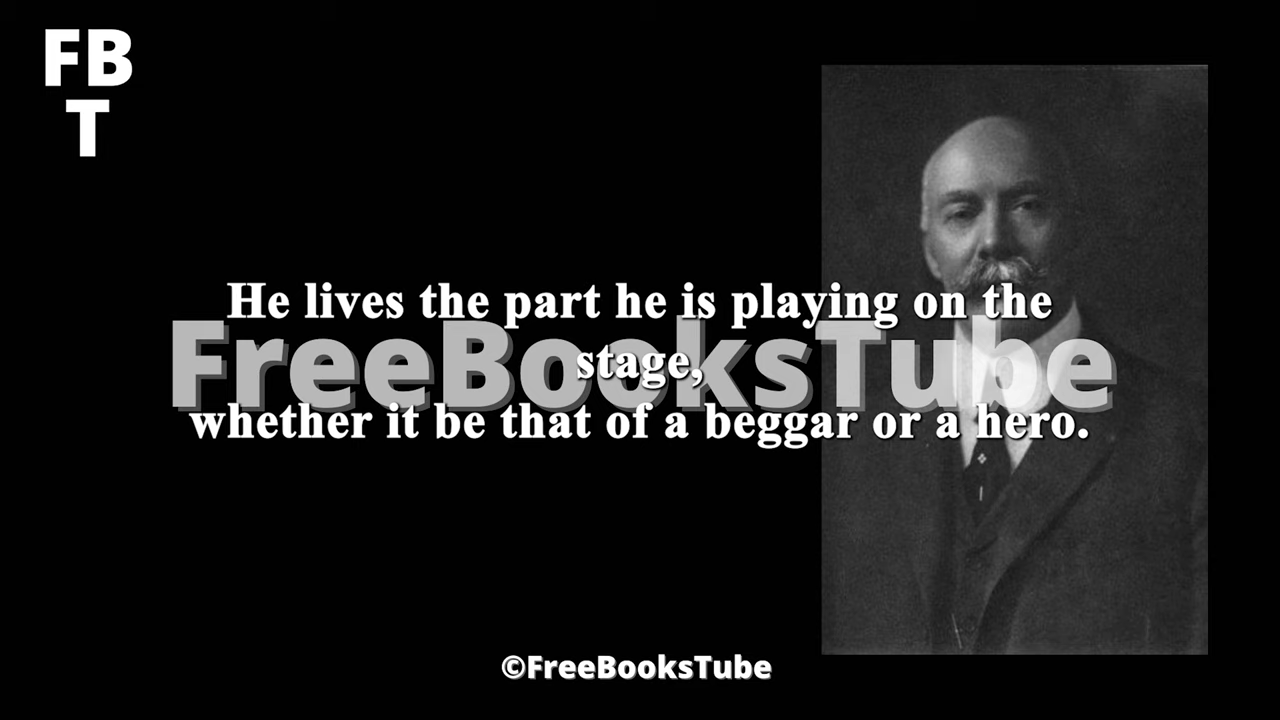 FB
T
He lives the part he is playing on the
stage,
whether it be that of a beggar or a hero.
FreeBooksTube
©FreeBooksTube